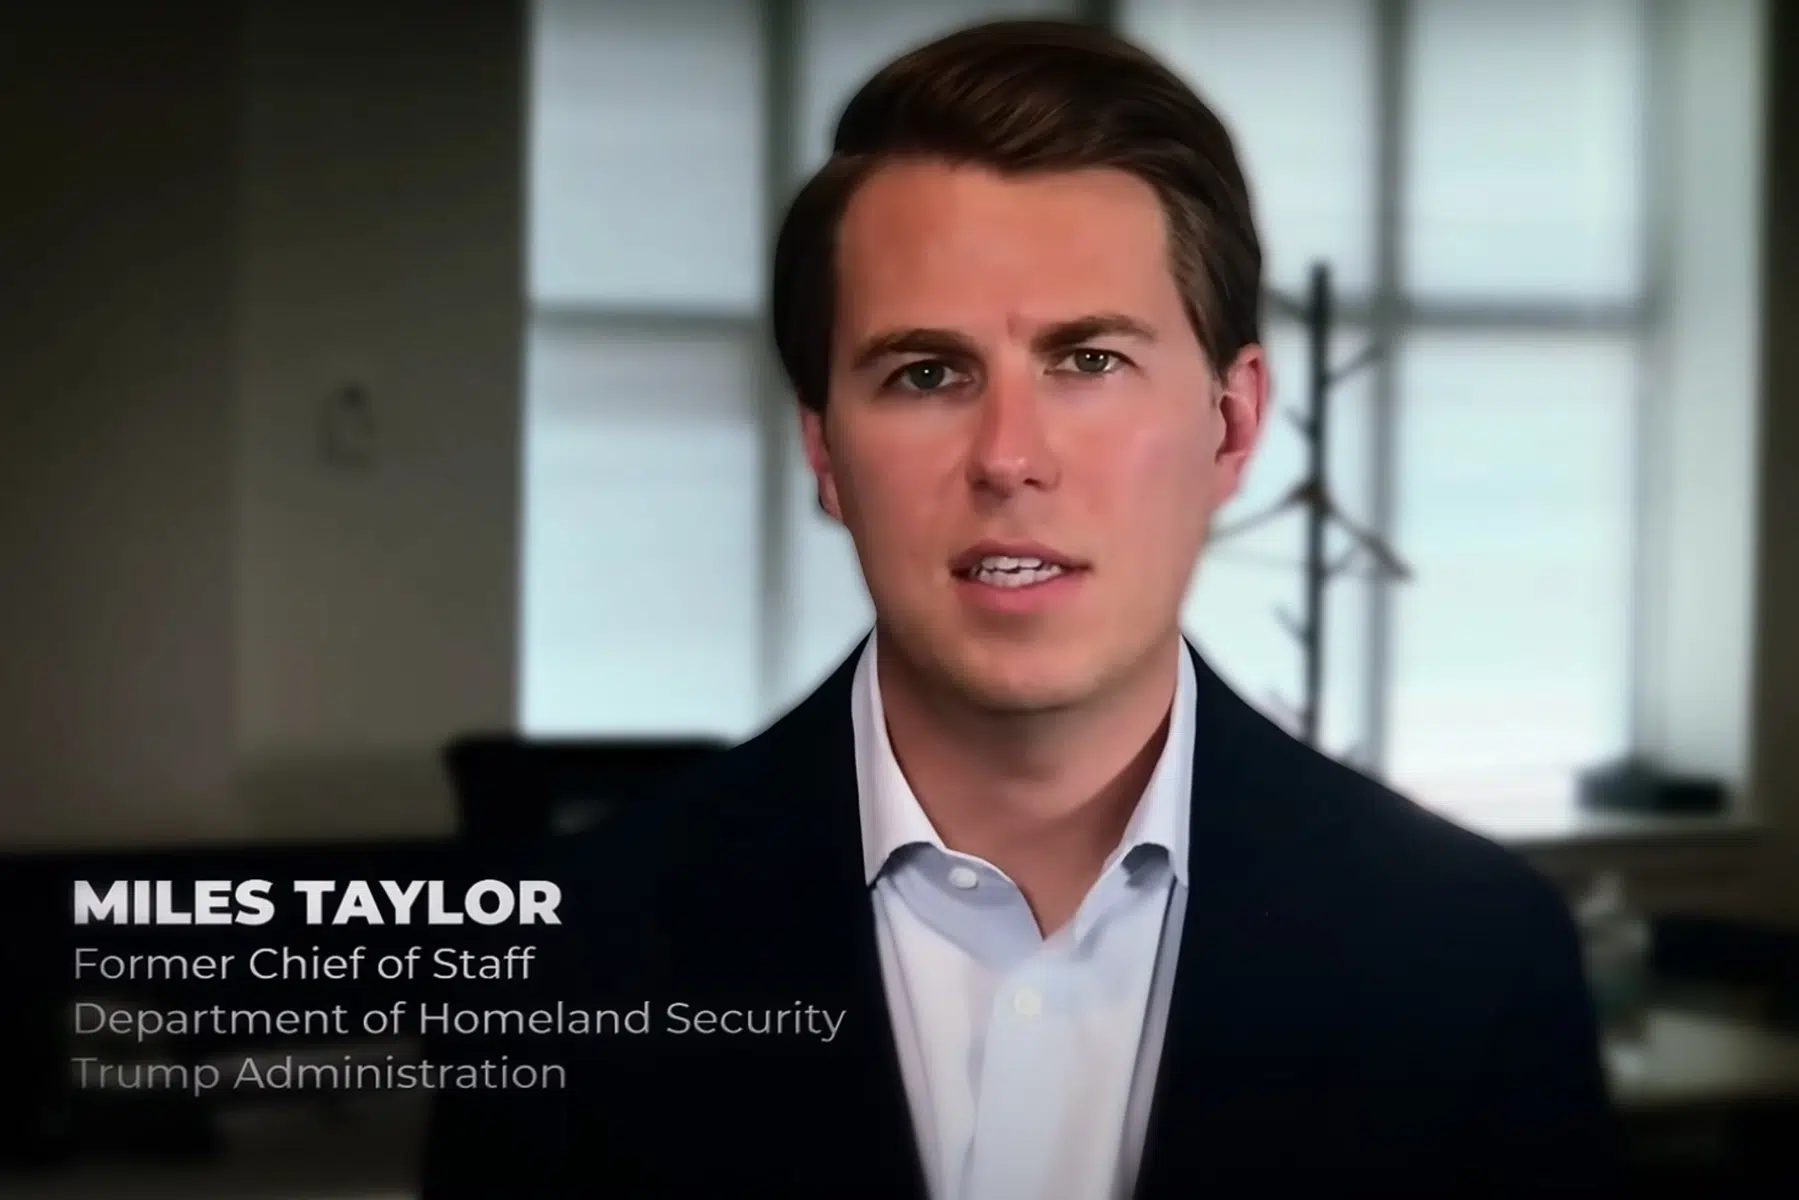 MILES TAYLOR
Former Chief of Staff
Department of Homeland Security
Trump Administration